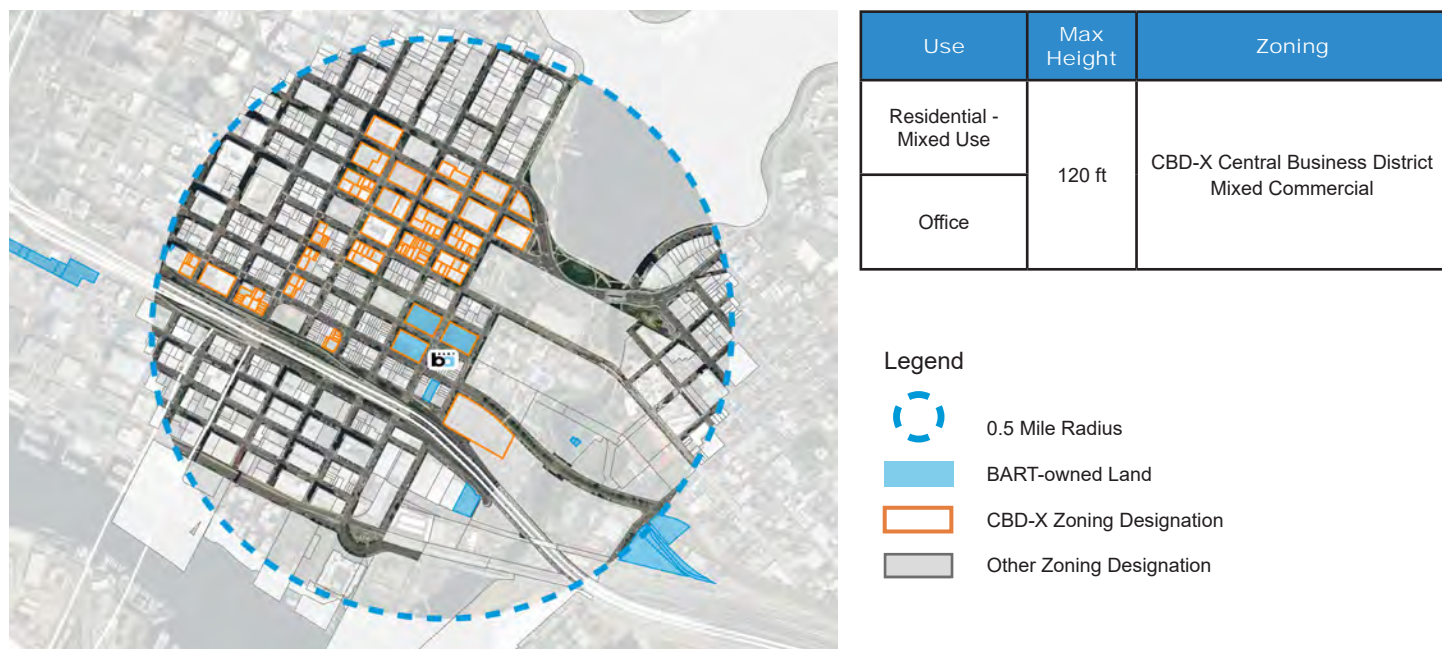 Use
Max
Height
Zoning
Residential -
Mixed Use
120 ft
CBD-X Central Business District
Mixed Commercial
Office
Legend
0.5 Mile Radius
BART-owned Land
CBD-X Zoning Designation
Other Zoning Designation
ba